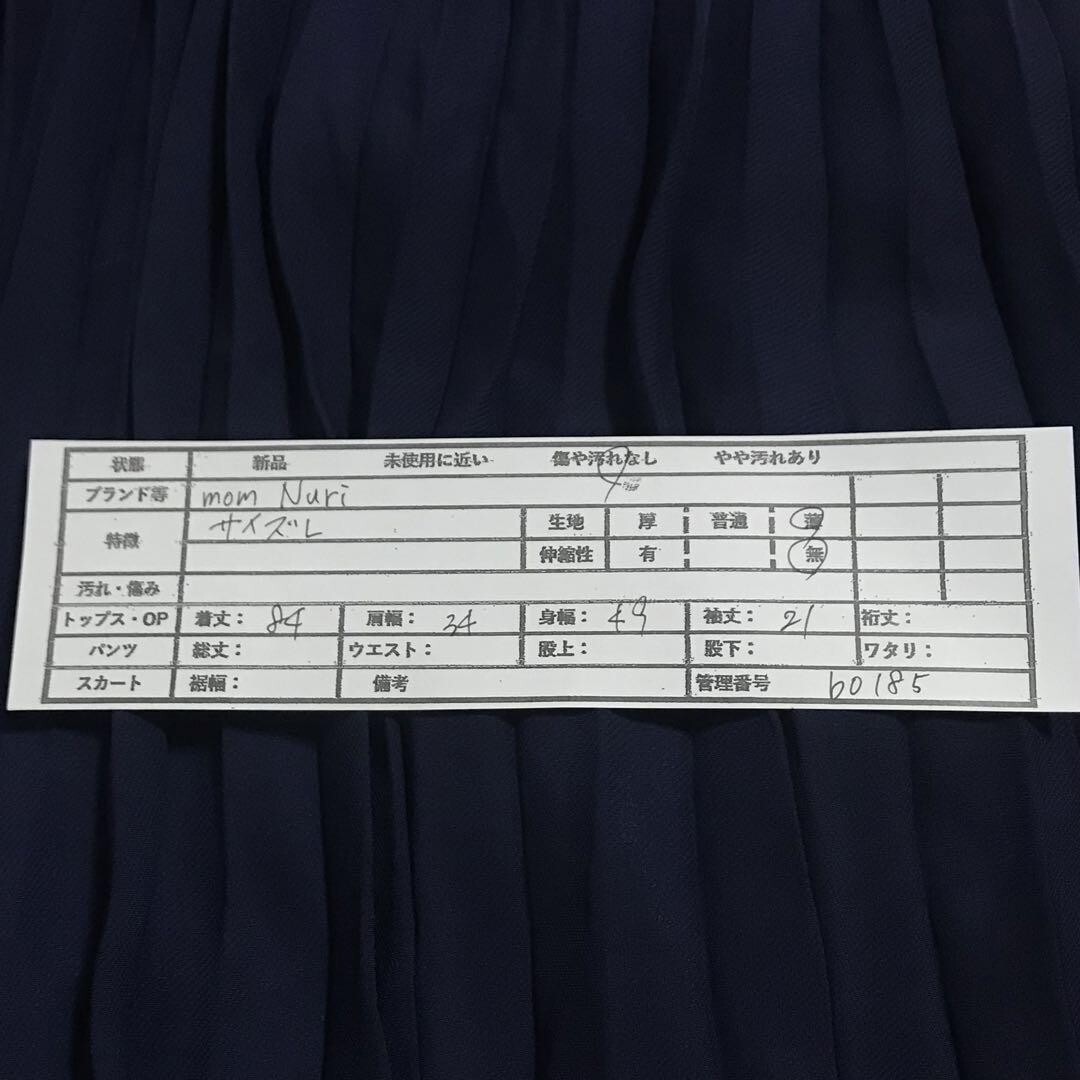 状態 新品 未使用に近い 傷や汚れなし やや汚れあり
ブランド等 mom Nuri
特徴 サイズL 生地 厚 普通 薄
伸縮性 有 無
汚れ・傷み
トップス・OP 着丈: 84 肩幅: 34 身幅: 49 袖丈: 21 裄丈:
パンツ 総丈: ウエスト: 股上: 股下: ワタリ:
スカート 裾幅: 備考 管理番号 b0185